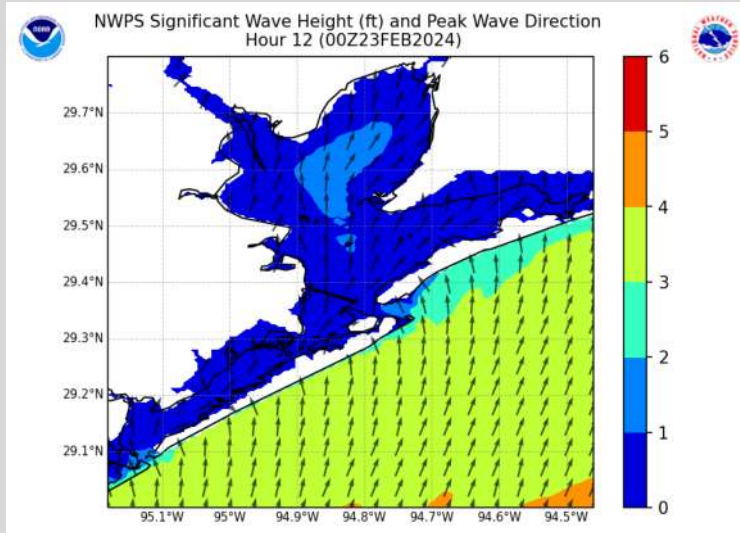 NWPS Significant Wave Height (ft) and Peak Wave Direction
Hour 12 (00Z23FEB2024)
NOAA
29.7°N
29.6°N
29.5°N
29.4°N
29.3°N
29.2°N
29.1°N
95.1°W 95°W 94.9°W 94.8°W 94.7°W 94.6°W 94.5°W
6
5
4
3
2
1
0